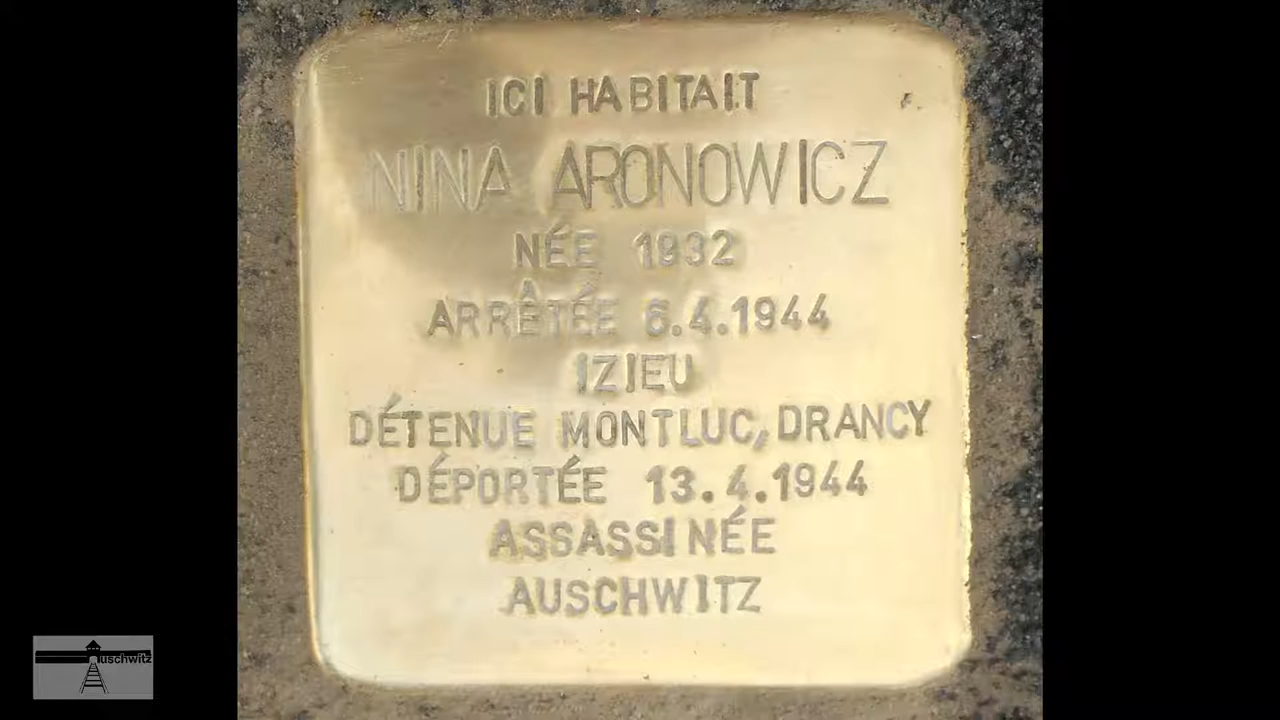 ICI HABITAIT
NINA ARONOWICZ
NÉE 1932
ARRÊTÉE 6.4.1944
IZIEU
DÉTENUE MONTLUC, DRANCY
DÉPORTÉE 13.4.1944
ASSASSINÉE
AUSCHWITZ
Auschwitz